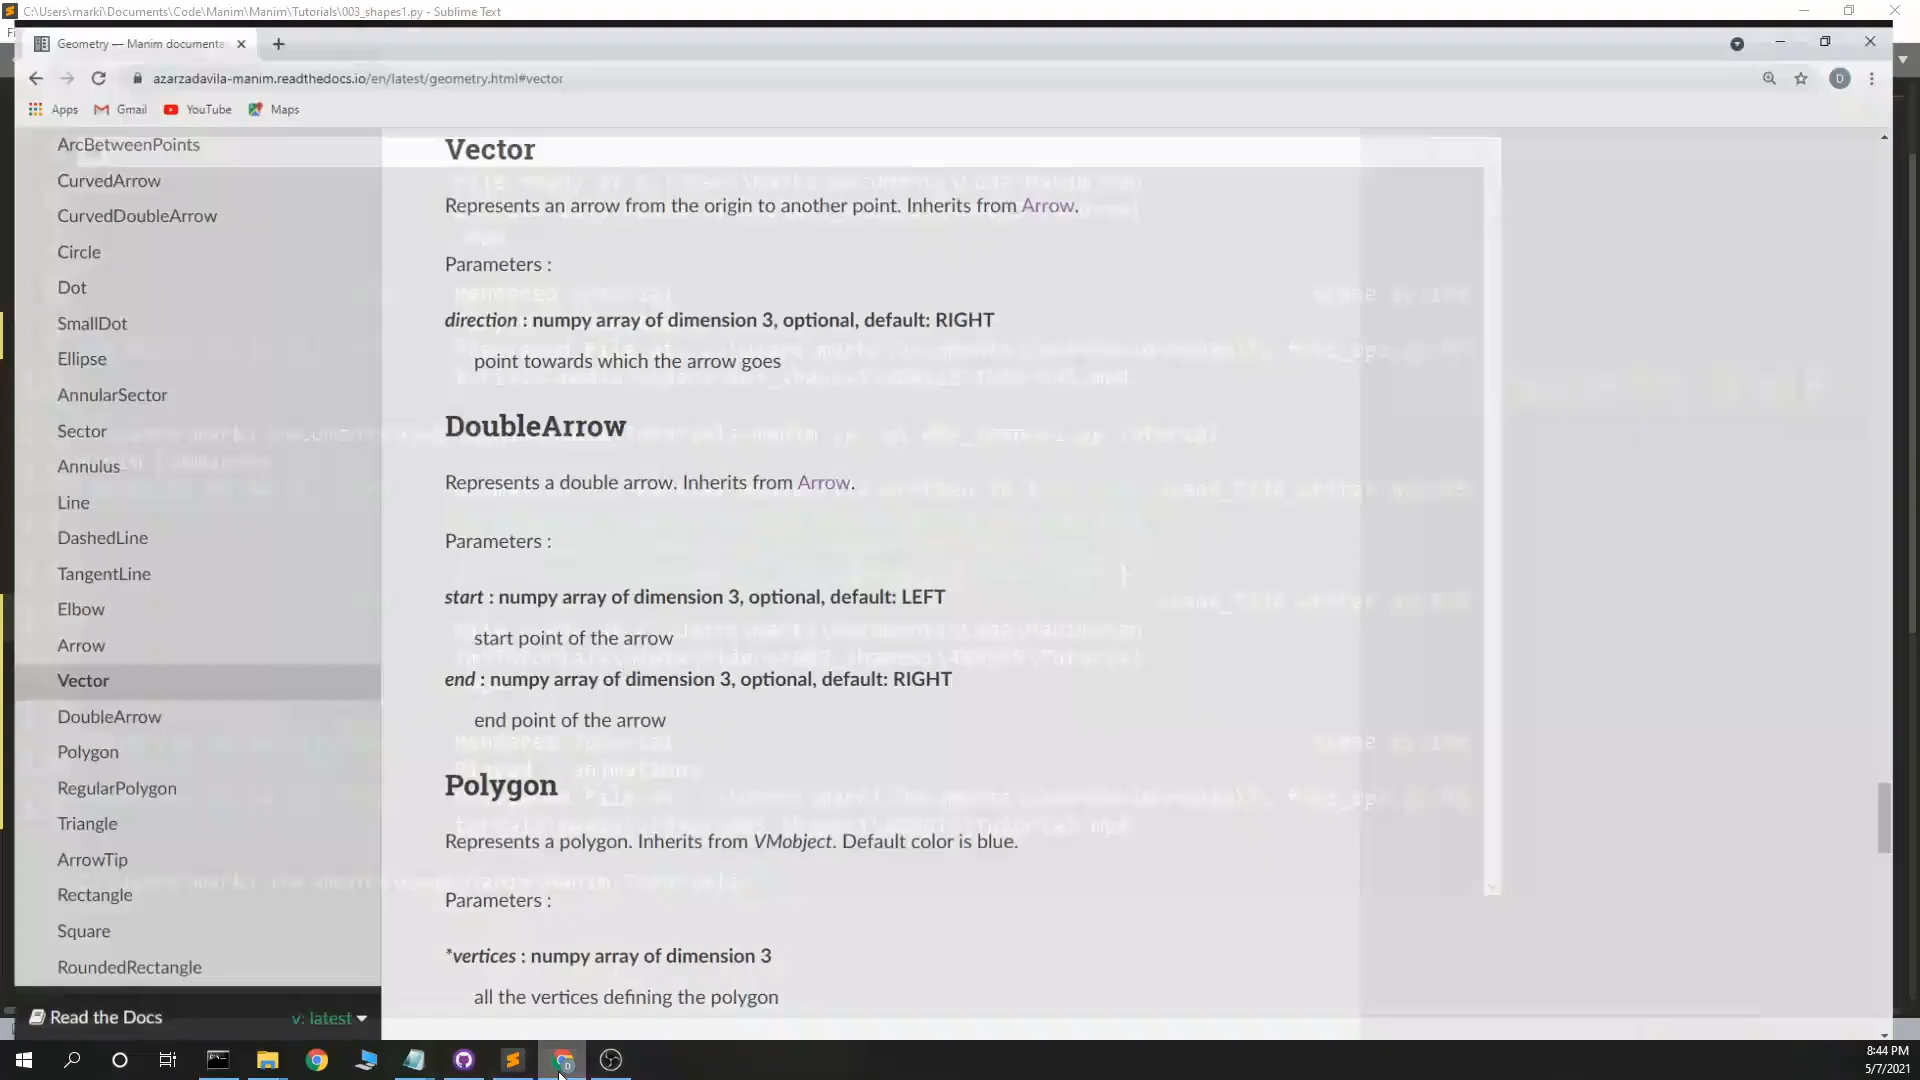 C:\Users\marki\Documents\Code\Manim\Manim\Tutorials\003_shapes1.py - Sublime Text
Geometry — Manim documenta
azarzadavila-manim.readthedocs.io/en/latest/geometry.html#vector
D
Apps Gmail YouTube Maps
ArcBetweenPoints
CurvedArrow
CurvedDoubleArrow
Circle
Dot
SmallDot
Ellipse
AnnularSector
Sector
Annulus
Line
DashedLine
TangentLine
Elbow
Arrow
Vector
DoubleArrow
Polygon
RegularPolygon
Triangle
ArrowTip
Rectangle
Square
RoundedRectangle
Read the Docs v: latest
Vector
Represents an arrow from the origin to another point. Inherits from Arrow.
Parameters :
direction : numpy array of dimension 3, optional, default: RIGHT
point towards which the arrow goes
DoubleArrow
Represents a double arrow. Inherits from Arrow.
Parameters :
start : numpy array of dimension 3, optional, default: LEFT
start point of the arrow
end : numpy array of dimension 3, optional, default: RIGHT
end point of the arrow
Polygon
Represents a polygon. Inherits from VMobject. Default color is blue.
Parameters :
*vertices : numpy array of dimension 3
all the vertices defining the polygon
8:44 PM
5/7/2021